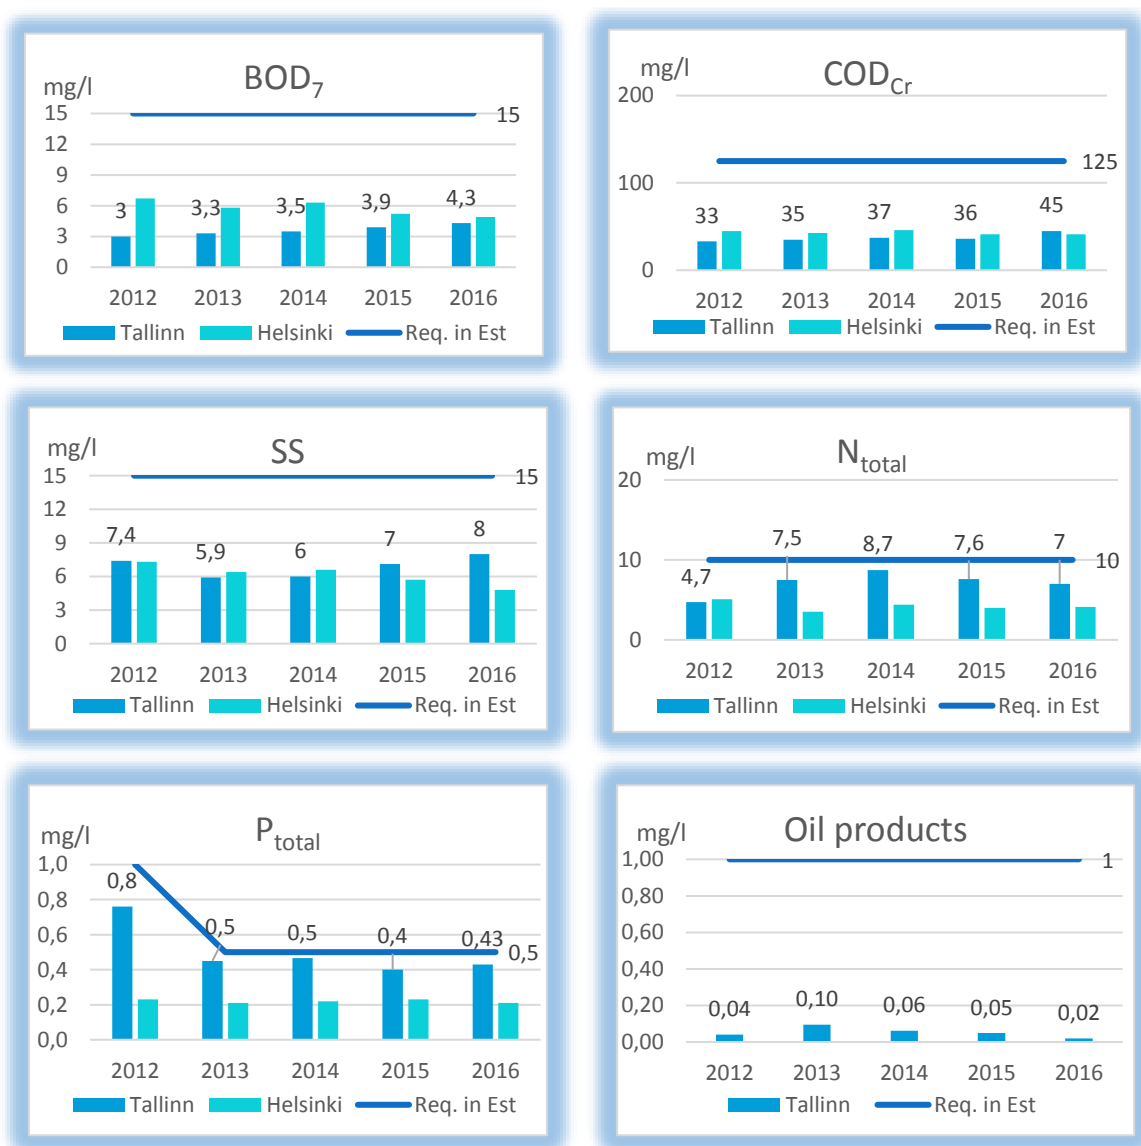 BOD7
mg/l
15
15
12
9
6
3
0
3
3,3
3,5
3,9
4,3
2012 2013 2014 2015 2016
Tallinn Helsinki Req. in Est
CODCr
mg/l
200
125
100
0
33
35
37
36
45
2012 2013 2014 2015 2016
Tallinn Helsinki Req. in Est
SS
mg/l
15
15
12
9
6
3
0
7,4
5,9
6
7
8
2012 2013 2014 2015 2016
Tallinn Helsinki Req. in Est
Ntotal
mg/l
20
10
10
0
4,7
7,5
8,7
7,6
7
2012 2013 2014 2015 2016
Tallinn Helsinki Req. in Est
Ptotal
mg/l
1,0
0,8
0,6
0,4
0,2
0,0
0,8
0,5
0,5
0,4
0,43
0,5
2012 2013 2014 2015 2016
Tallinn Helsinki Req. in Est
Oil products
mg/l
1,00
1
0,80
0,60
0,40
0,20
0,00
0,04
0,10
0,06
0,05
0,02
2012 2013 2014 2015 2016
Tallinn Req. in Est